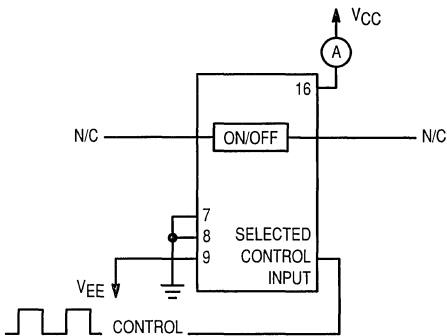 VCC
A
16
N/C
ON/OFF
N/C
7
8
9
SELECTED
CONTROL
INPUT
VEE
CONTROL